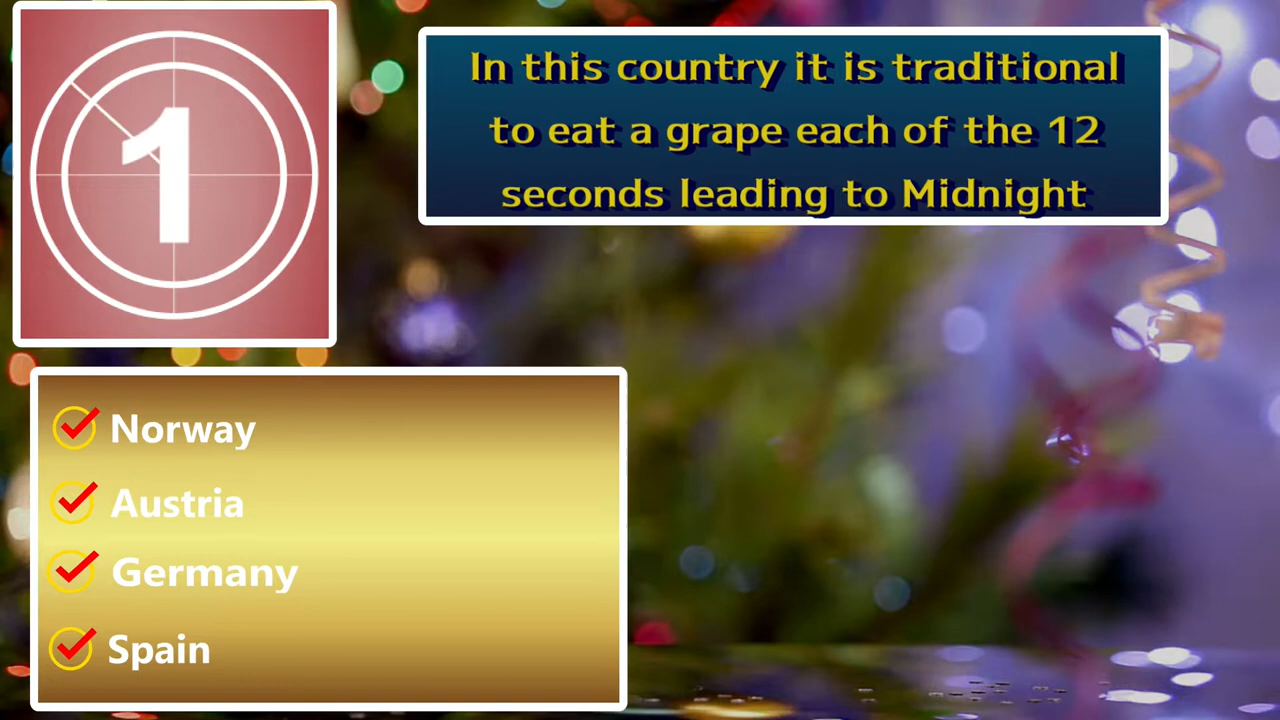 1
In this country it is traditional
to eat a grape each of the 12
seconds leading to Midnight
Norway
Austria
Germany
Spain